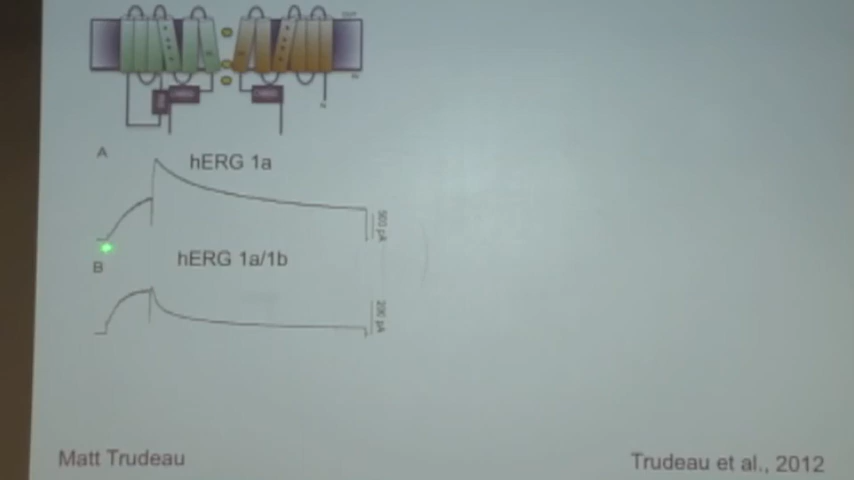 A
hERG 1a
500 pA
B
hERG 1a/1b
200 pA
Matt Trudeau
Trudeau et al., 2012